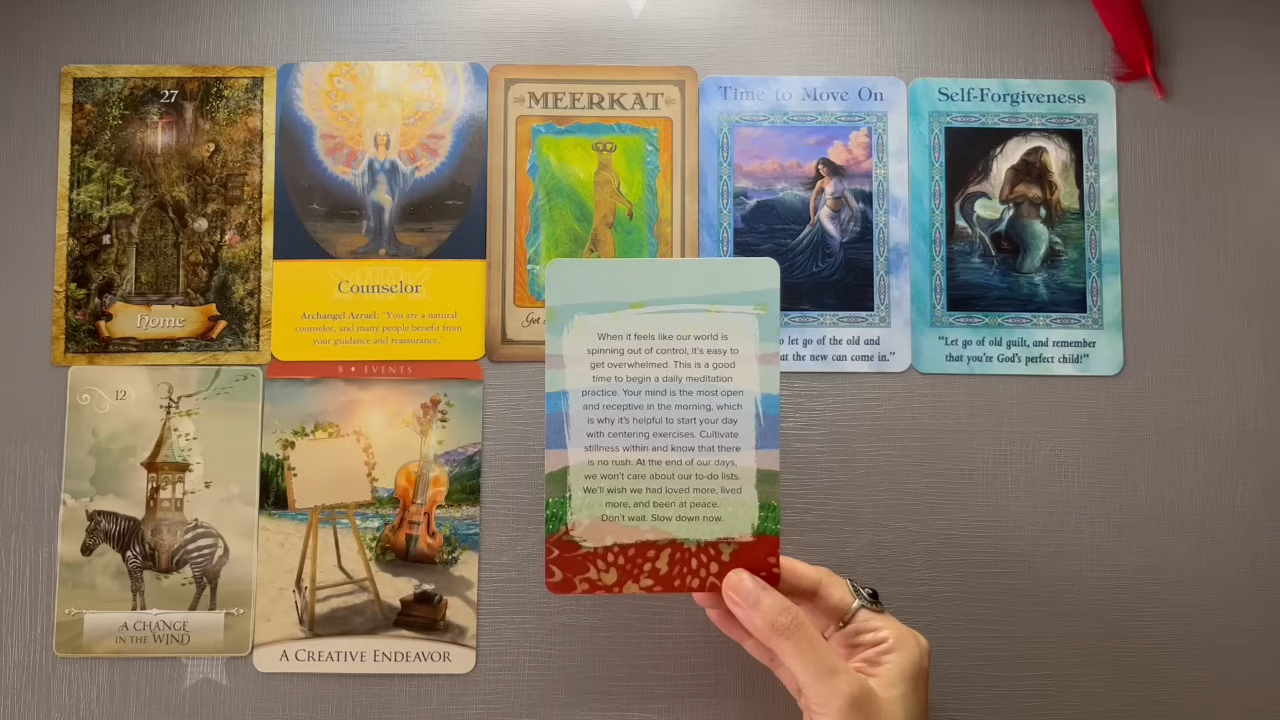 27
Home
Counselor
Archangel Azrael: "You are a natural
counselor, and many people benefit from
your guidance and reassurance."
MEERKAT
Get
Time to Move On
o let go of the old and
at the new can come in."
Self-Forgiveness
"Let go of old guilt, and remember
that you're God's perfect child!"
12
A CHANGE
IN THE WIND
8 ♦ EVENTS
A CREATIVE ENDEAVOR
When it feels like our world is
spinning out of control, it's easy to
get overwhelmed. This is a good
time to begin a daily meditation
practice. Your mind is the most open
and receptive in the morning, which
is why it's helpful to start your day
with centering exercises. Cultivate
stillness within and know that there
is no rush. At the end of our days,
we won't care about our to-do lists.
We'll wish we had loved more, lived
more, and been at peace.
Don't wait. Slow down now.